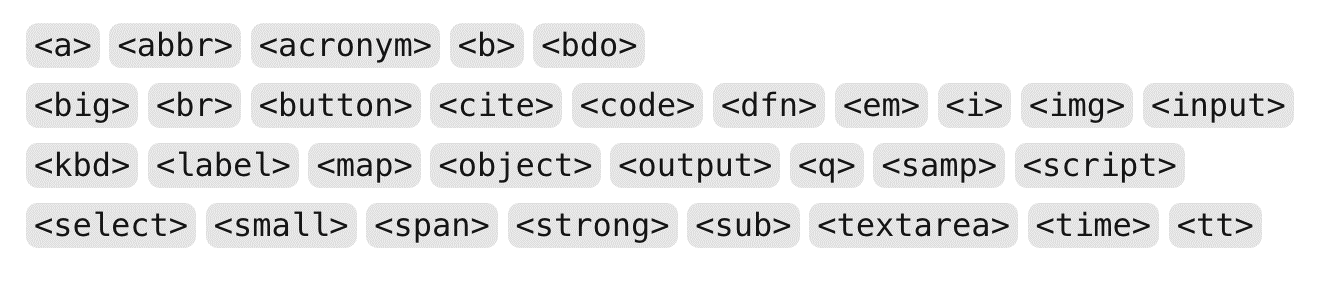 <a> <abbr> <acronym> <b> <bdo>
<big> <br> <button> <cite> <code> <dfn> <em> <i> <img> <input>
<kbd> <label> <map> <object> <output> <q> <samp> <script>
<select> <small> <span> <strong> <sub> <textarea> <time> <tt>